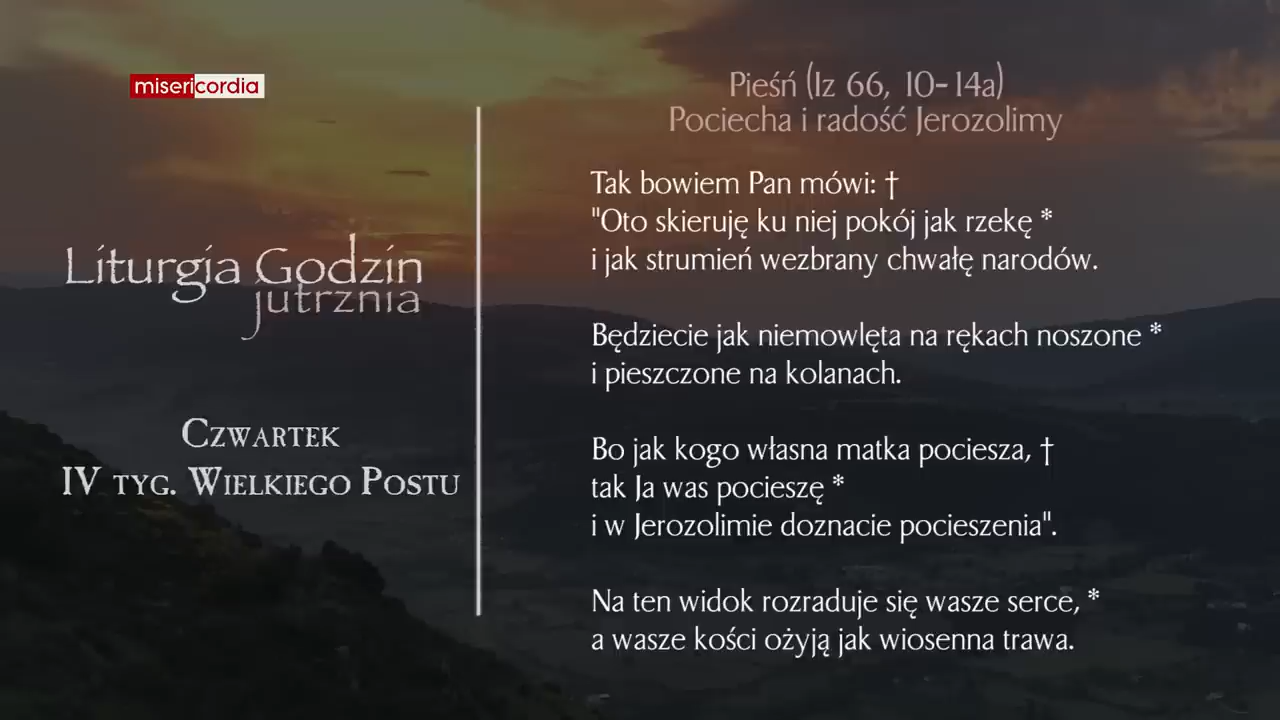 misericordia
Liturgia Godzin
jutrznia
Czwartek
IV tyg. Wielkiego Postu
Pieśń (Iz 66, 10-14a)
Pociecha i radość Jerozolimy
Tak bowiem Pan mówi: †
"Oto skieruję ku niej pokój jak rzekę *
i jak strumień wezbrany chwałę narodów.
Będziecie jak niemowlęta na rękach noszone *
i pieszczone na kolanach.
Bo jak kogo własna matka pociesza, †
tak Ja was pocieszę *
i w Jerozolimie doznacie pocieszenia".
Na ten widok rozraduje się wasze serce, *
a wasze kości ożyją jak wiosenna trawa.